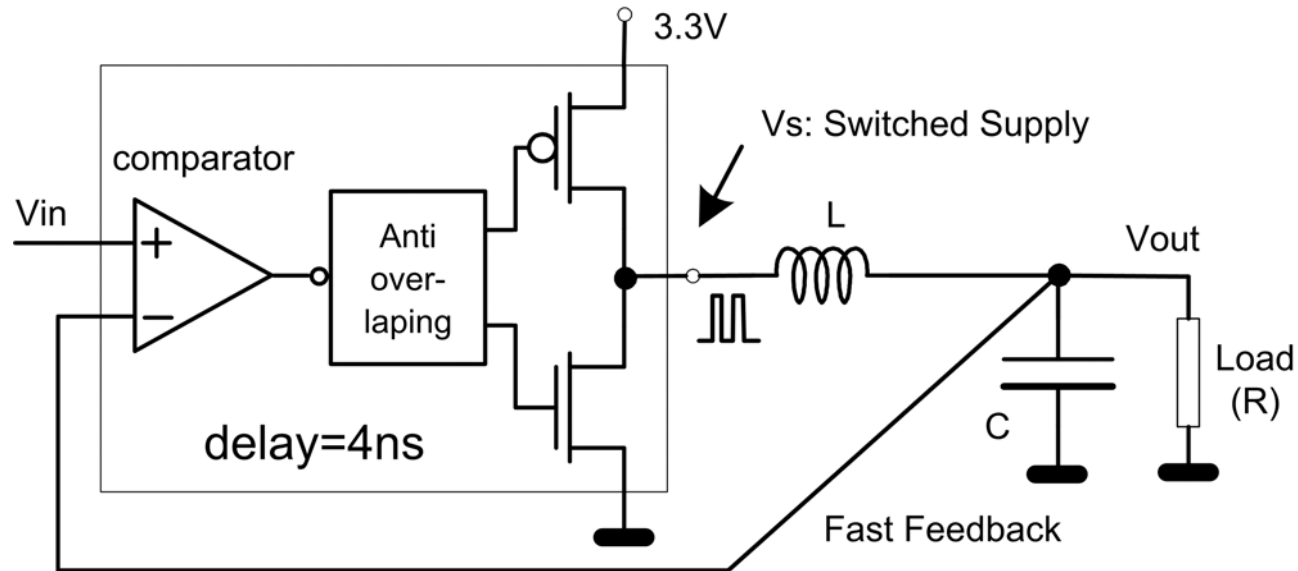 3.3V
Vs: Switched Supply
comparator
Vin
+
−
Anti
over-
laping
delay=4ns
L
Vout
C
Load
(R)
Fast Feedback